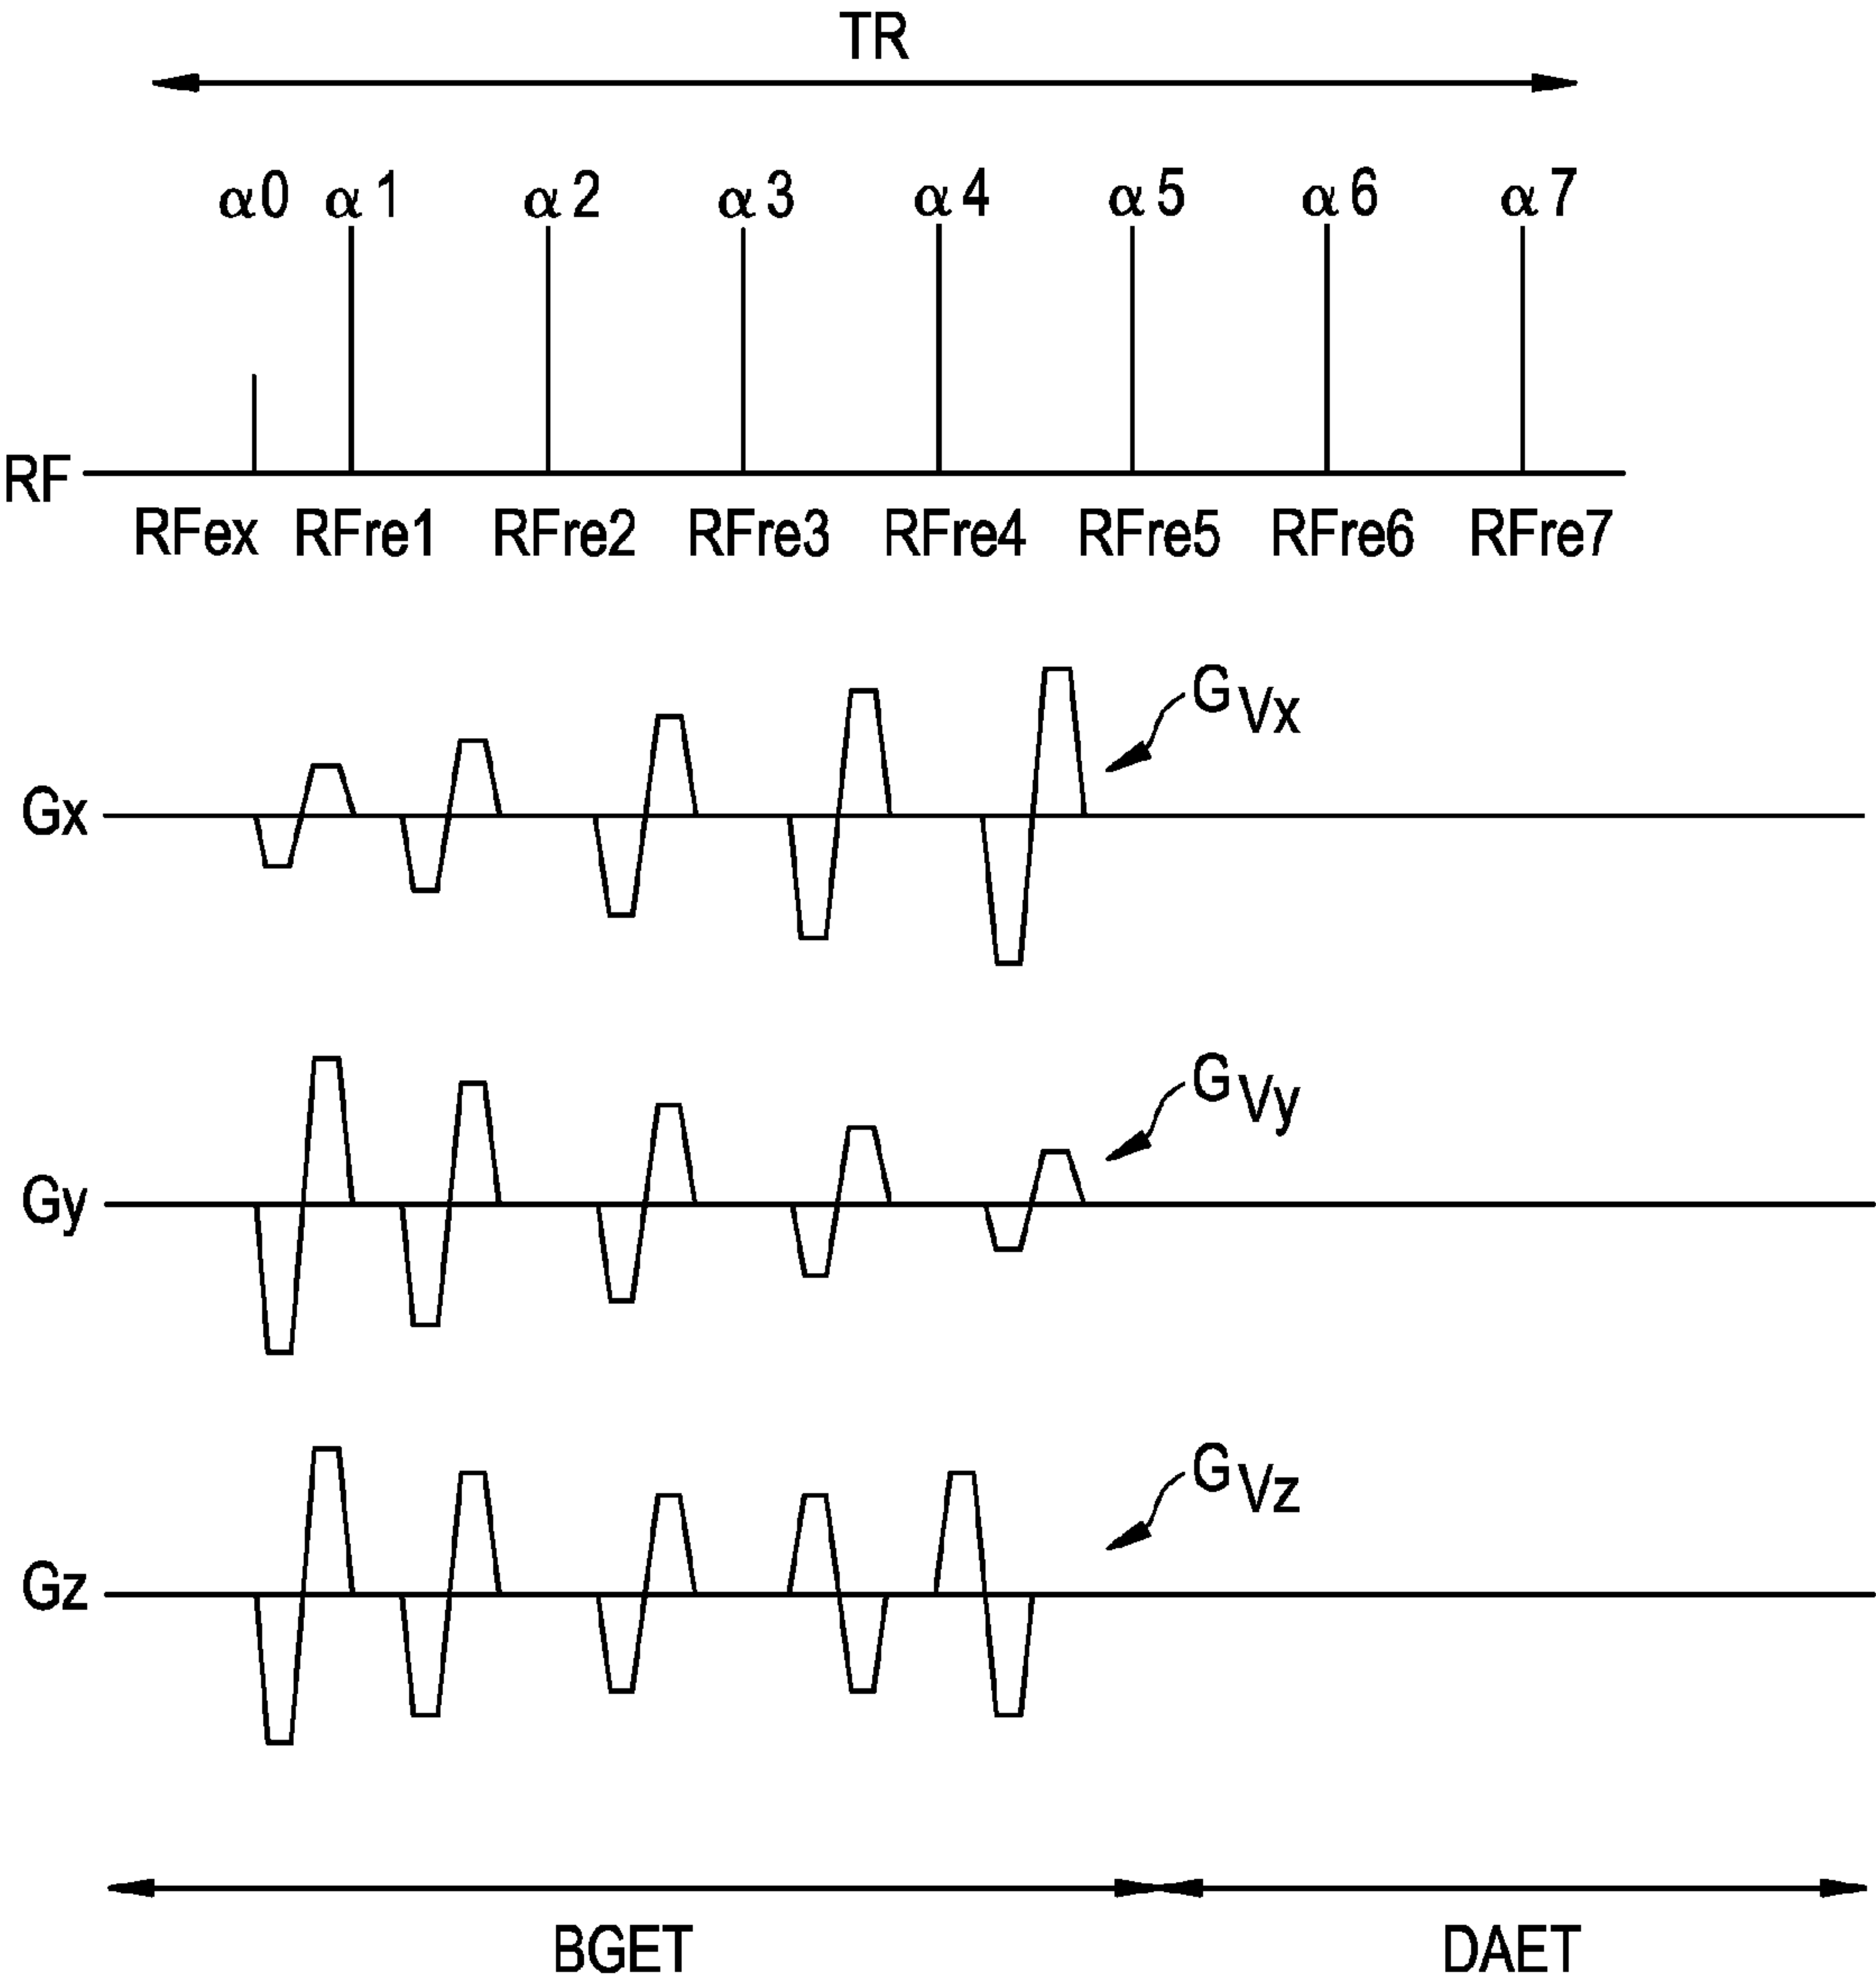 TR
α0 α1 α2 α3 α4 α5 α6 α7
RF
RFex RFre1 RFre2 RFre3 RFre4 RFre5 RFre6 RFre7
GVx
Gx
GVy
Gy
GVz
Gz
BGET DAET